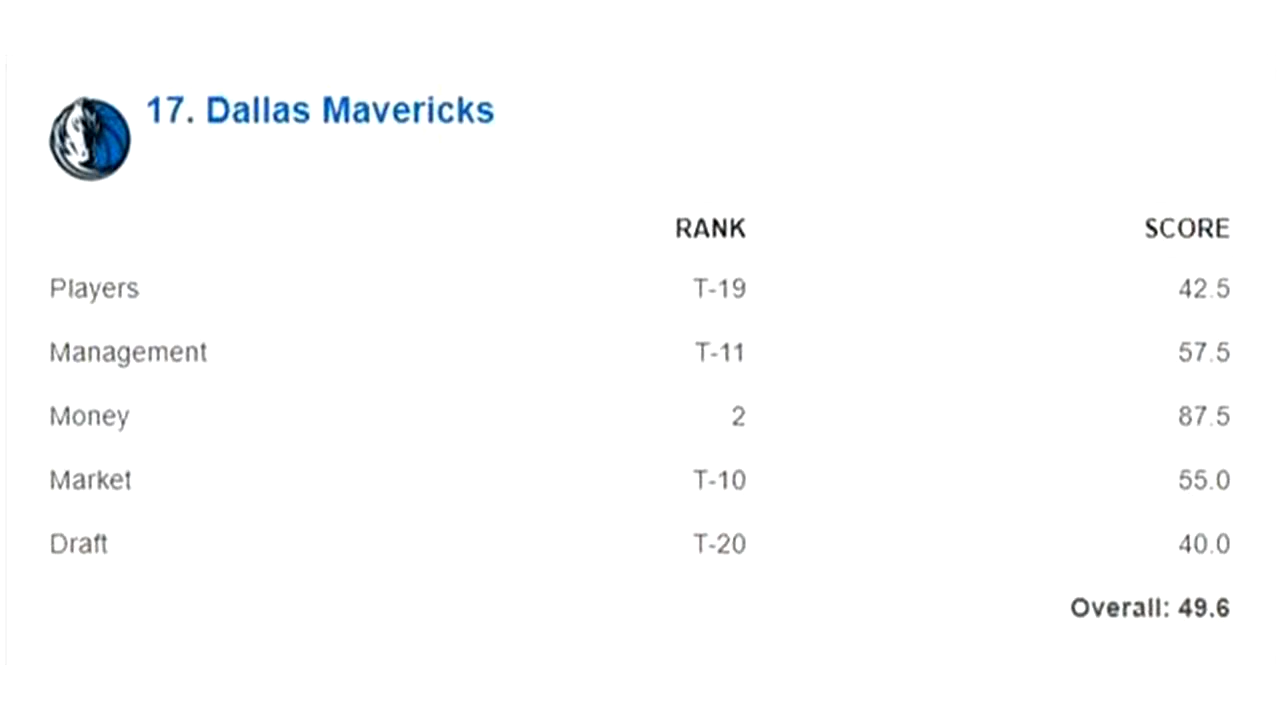 17. Dallas Mavericks
RANK SCORE
Players T-19 42.5
Management T-11 57.5
Money 2 87.5
Market T-10 55.0
Draft T-20 40.0
Overall: 49.6